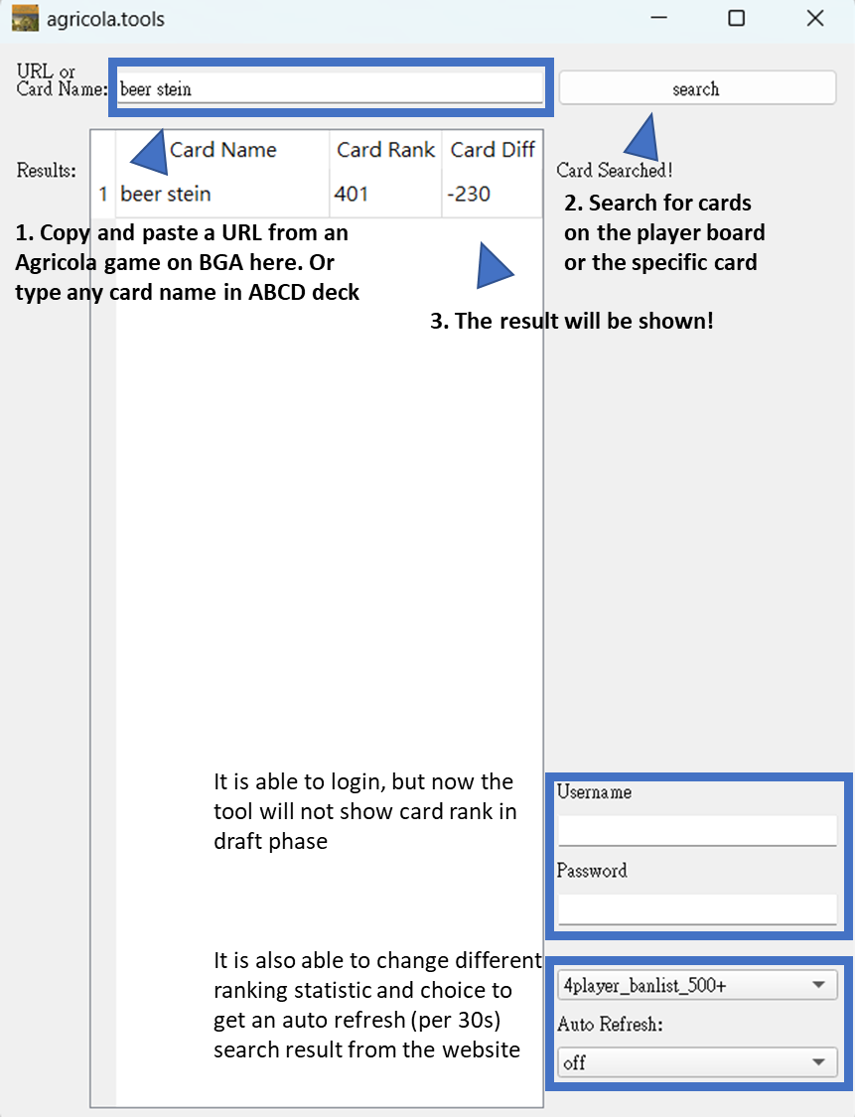 agricola.tools
URL or
Card Name:
beer stein
search
Results:
Card Name Card Rank Card Diff
1 beer stein 401 -230
Card Searched!
1. Copy and paste a URL from an
Agricola game on BGA here. Or
type any card name in ABCD deck
2. Search for cards
on the player board
or the specific card
3. The result will be shown!
It is able to login, but now the
tool will not show card rank in
draft phase
Username
Password
It is also able to change different
ranking statistic and choice to
get an auto refresh (per 30s)
search result from the website
4player_banlist_500+
Auto Refresh:
off